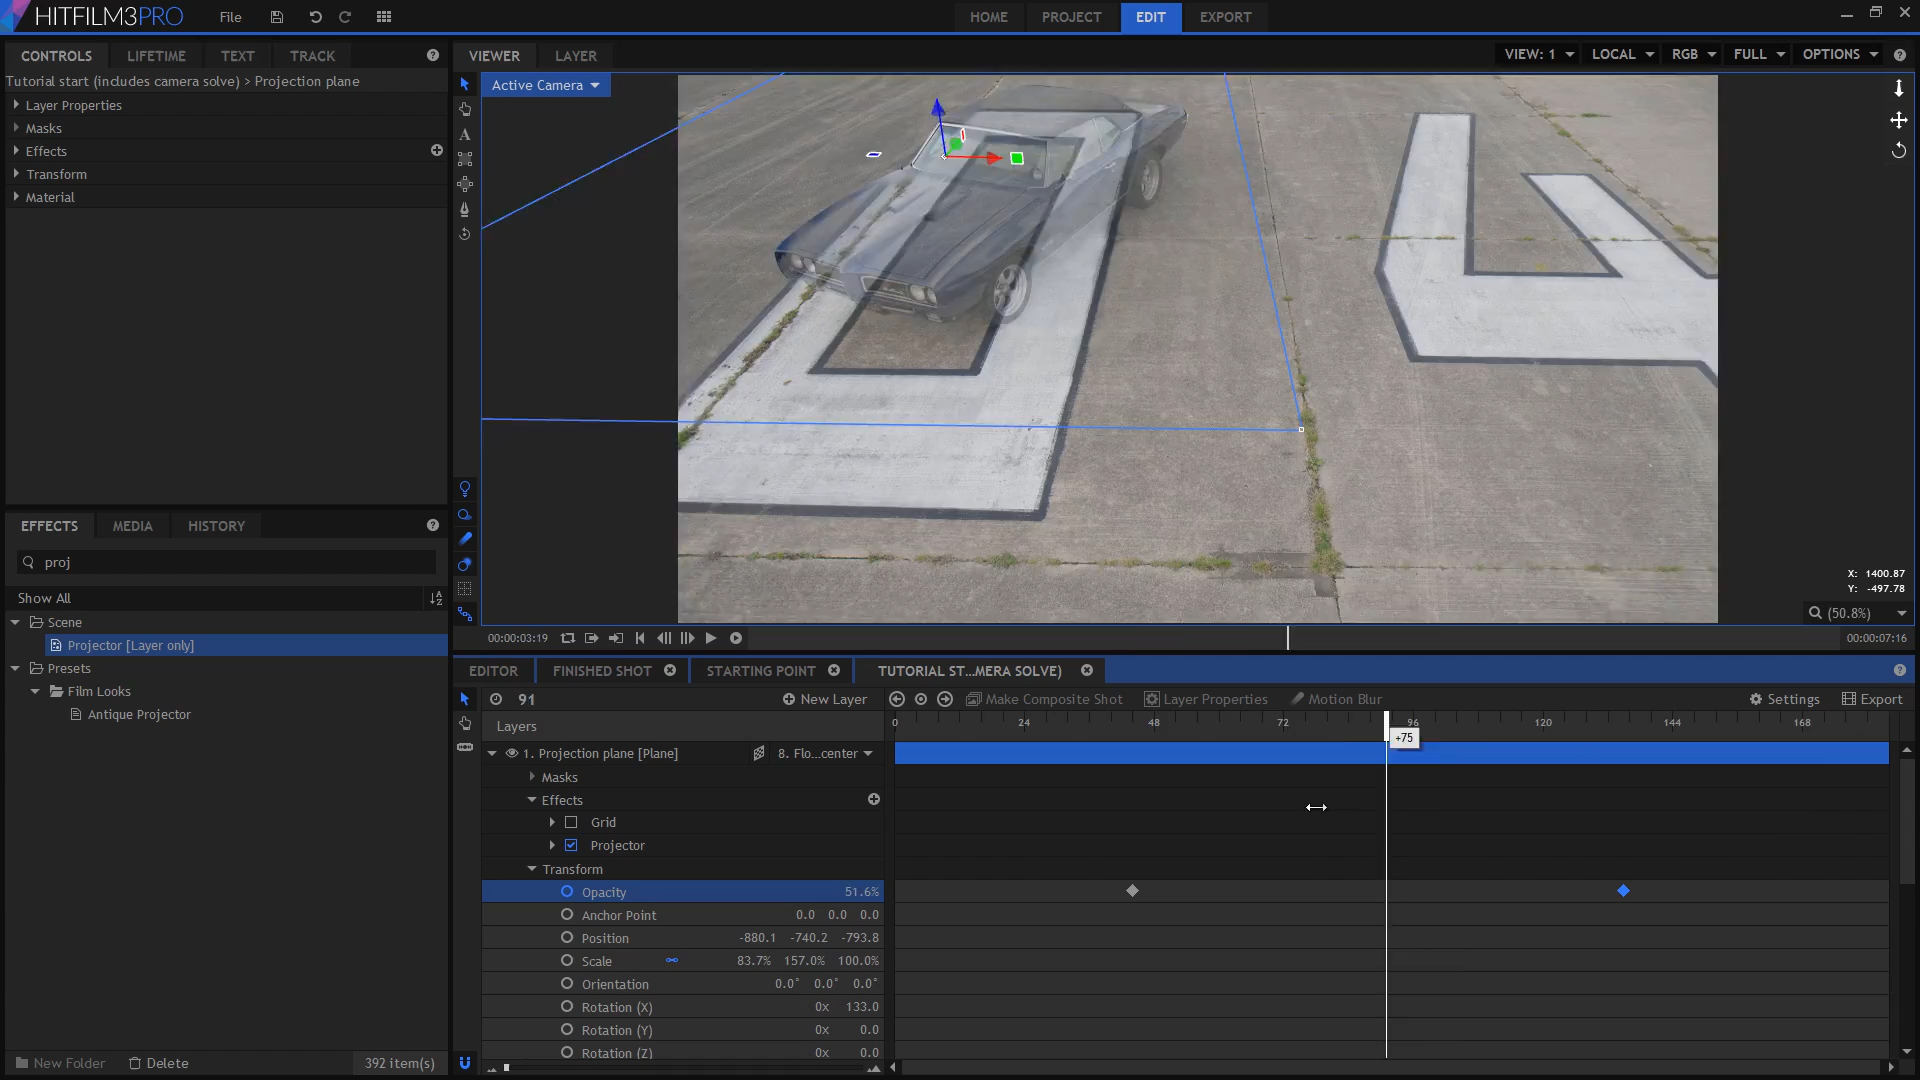 HITFILM3PRO File HOME PROJECT EDIT EXPORT
CONTROLS LIFETIME TEXT TRACK
VIEWER LAYER VIEW: 1 LOCAL RGB FULL OPTIONS
Tutorial start (includes camera solve) > Projection plane
Active Camera
Layer Properties
Masks
Effects
Transform
Material
EFFECTS MEDIA HISTORY
proj
Show All
Scene
Projector [Layer only]
Presets
Film Looks
Antique Projector
New Folder Delete 392 item(s)
X: 1400.87
Y: -497.78
(50.8%)
00:00:03:19 00:00:07:16
EDITOR FINISHED SHOT STARTING POINT TUTORIAL ST...MERA SOLVE)
91 New Layer Make Composite Shot Layer Properties Motion Blur Settings Export
Layers 0 24 48 72 96 120 144 168
+75
1. Projection plane [Plane] 8. Flo...center
Masks
Effects
Grid
Projector
Transform
Opacity 51.6%
Anchor Point 0.0 0.0 0.0
Position -880.1 -740.2 -793.8
Scale 83.7% 157.0% 100.0%
Orientation 0.0° 0.0° 0.0°
Rotation (X) 0x 133.0
Rotation (Y) 0x 0.0
Rotation (Z) 0x 0.0